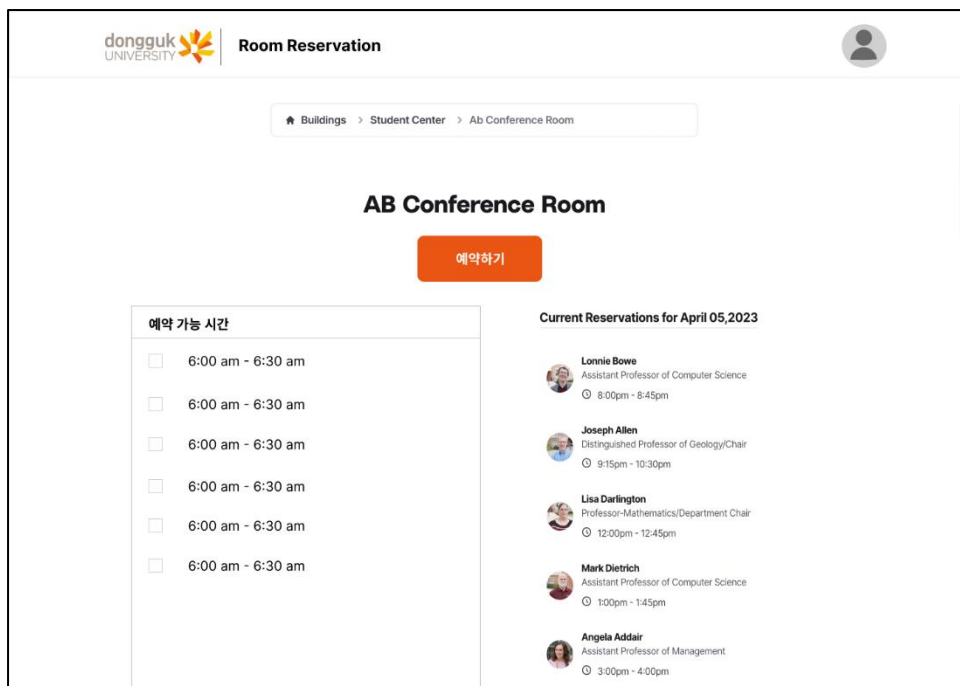 dongguk
UNIVERSITY
Room Reservation
Buildings > Student Center > Ab Conference Room
AB Conference Room
예약하기
예약 가능 시간
6:00 am - 6:30 am
6:00 am - 6:30 am
6:00 am - 6:30 am
6:00 am - 6:30 am
6:00 am - 6:30 am
6:00 am - 6:30 am
Current Reservations for April 05,2023
Lonnie Bowe
Assistant Professor of Computer Science
8:00pm - 8:45pm
Joseph Allen
Distinguished Professor of Geology/Chair
9:15pm - 10:30pm
Lisa Darlington
Professor-Mathematics/Department Chair
12:00pm - 12:45pm
Mark Dietrich
Assistant Professor of Computer Science
1:00pm - 1:45pm
Angela Addair
Assistant Professor of Management
3:00pm - 4:00pm